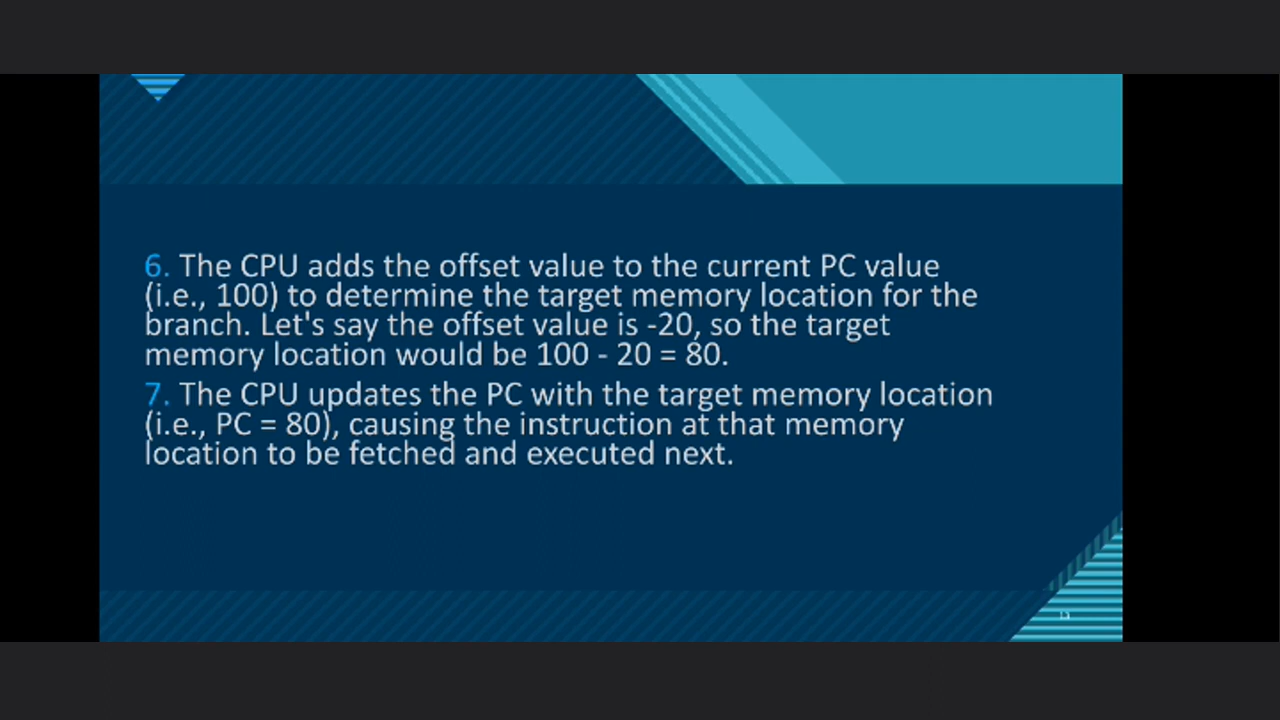 6. The CPU adds the offset value to the current PC value
(i.e., 100) to determine the target memory location for the
branch. Let's say the offset value is -20, so the target
memory location would be 100 - 20 = 80.
7. The CPU updates the PC with the target memory location
(i.e., PC = 80), causing the instruction at that memory
location to be fetched and executed next.